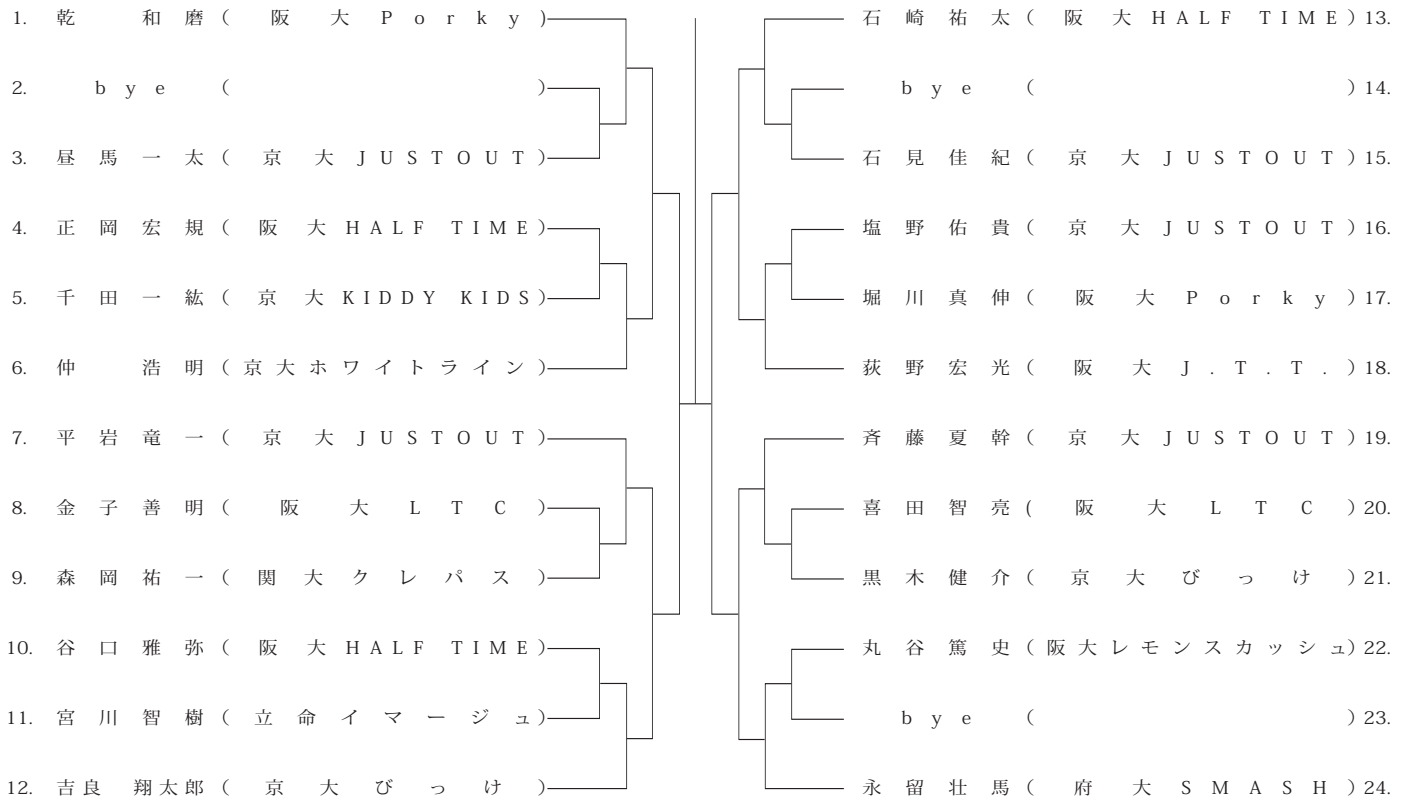 1. 乾 和磨(阪大Porky)
2. bye ( )
3. 昼馬一太(京大JUSTOUT)
4. 正岡宏規(阪大HALF TIME)
5. 千田一紘(京大KIDDY KIDS)
6. 仲 浩明(京大ホワイトライン)
7. 平岩竜一(京大JUSTOUT)
8. 金子善明(阪大LTC)
9. 森岡祐一(関大クレパス)
10. 谷口雅弥(阪大HALF TIME)
11. 宮川智樹(立命イマージュ)
12. 吉良 翔太郎(京大びっけ)
石崎祐太(阪大HALF TIME)13.
bye ( )14.
石見佳紀(京大JUSTOUT)15.
塩野佑貴(京大JUSTOUT)16.
堀川真伸(阪大Porky)17.
荻野宏光(阪大J.T.T.)18.
斉藤夏幹(京大JUSTOUT)19.
喜田智亮(阪大LTC)20.
黒木健介(京大びっけ)21.
丸谷篤史(阪大レモンスカッシュ)22.
bye ( )23.
永留壮馬(府大SMASH)24.